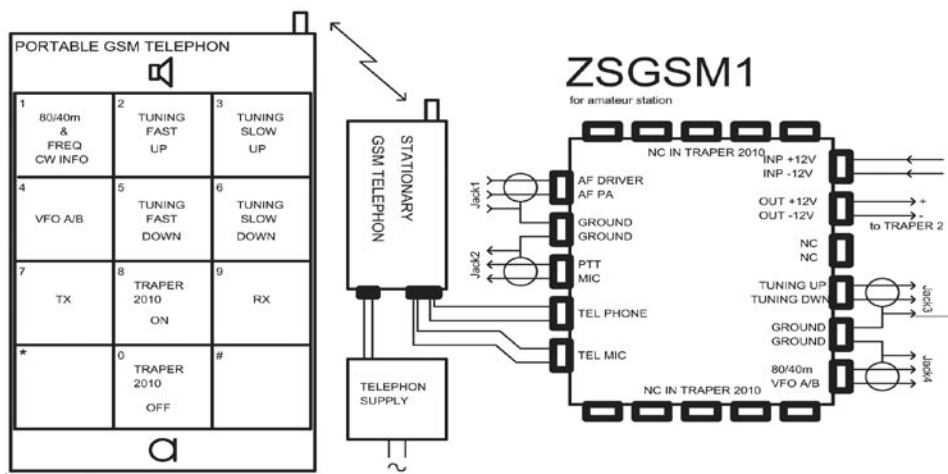 PORTABLE GSM TELEPHON
1
80/40m
&
FREQ
CW INFO
2
TUNING
FAST
UP
3
TUNING
SLOW
UP
4
VFO A/B
5
TUNING
FAST
DOWN
6
TUNING
SLOW
DOWN
7
TX
8
TRAPER
2010
ON
9
RX
*
0
TRAPER
2010
OFF
#
STATIONARY
GSM TELEPHON
TELEPHON
SUPPLY
~
ZSGSM1
for amateur station
NC IN TRAPER 2010
Jack1
AF DRIVER
AF PA
GROUND
GROUND
Jack2
PTT
MIC
TEL PHONE
TEL MIC
INP +12V
INP -12V
OUT +12V
OUT -12V
+
-
to TRAPER 2
NC
NC
TUNING UP
TUNING DWN
Jack3
GROUND
GROUND
80/40m
VFO A/B
Jack4
NC IN TRAPER 2010